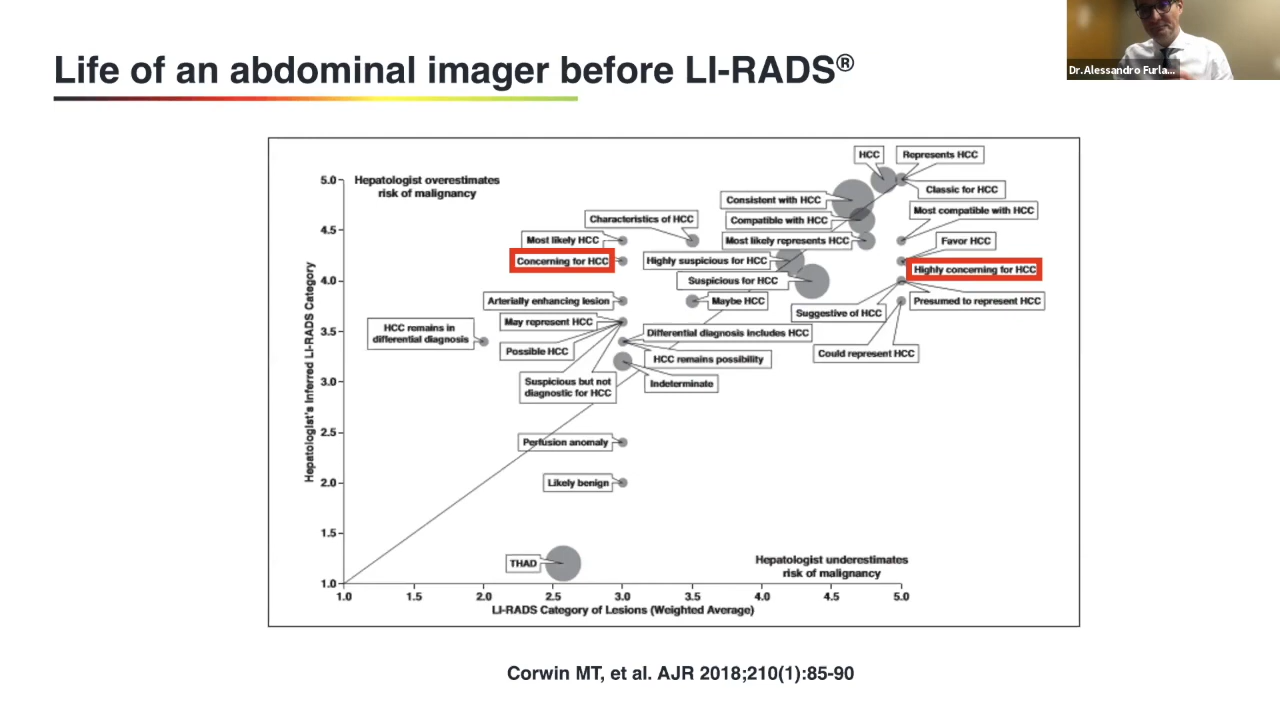 Life of an abdominal imager before LI-RADS®
Dr.Alessandro Furla...
Hepatologist overestimates
risk of malignancy
HCC
Represents HCC
Consistent with HCC
Classic for HCC
Characteristics of HCC
Compatible with HCC
Most compatible with HCC
Most likely HCC
Most likely represents HCC
Favor HCC
Concerning for HCC
Highly suspicious for HCC
Highly concerning for HCC
Suspicious for HCC
Arterially enhancing lesion
Maybe HCC
Presumed to represent HCC
Suggestive of HCC
May represent HCC
HCC remains in
differential diagnosis
Differential diagnosis includes HCC
Possible HCC
Could represent HCC
HCC remains possibility
Suspicious but not
diagnostic for HCC
Indeterminate
Perfusion anomaly
Likely benign
THAD
Hepatologist underestimates
risk of malignancy
Hepatologist's Inferred LI-RADS Category
5.0
4.5
4.0
3.5
3.0
2.5
2.0
1.5
1.0
1.0 1.5 2.0 2.5 3.0 3.5 4.0 4.5 5.0
LI-RADS Category of Lesions (Weighted Average)
Corwin MT, et al. AJR 2018;210(1):85-90